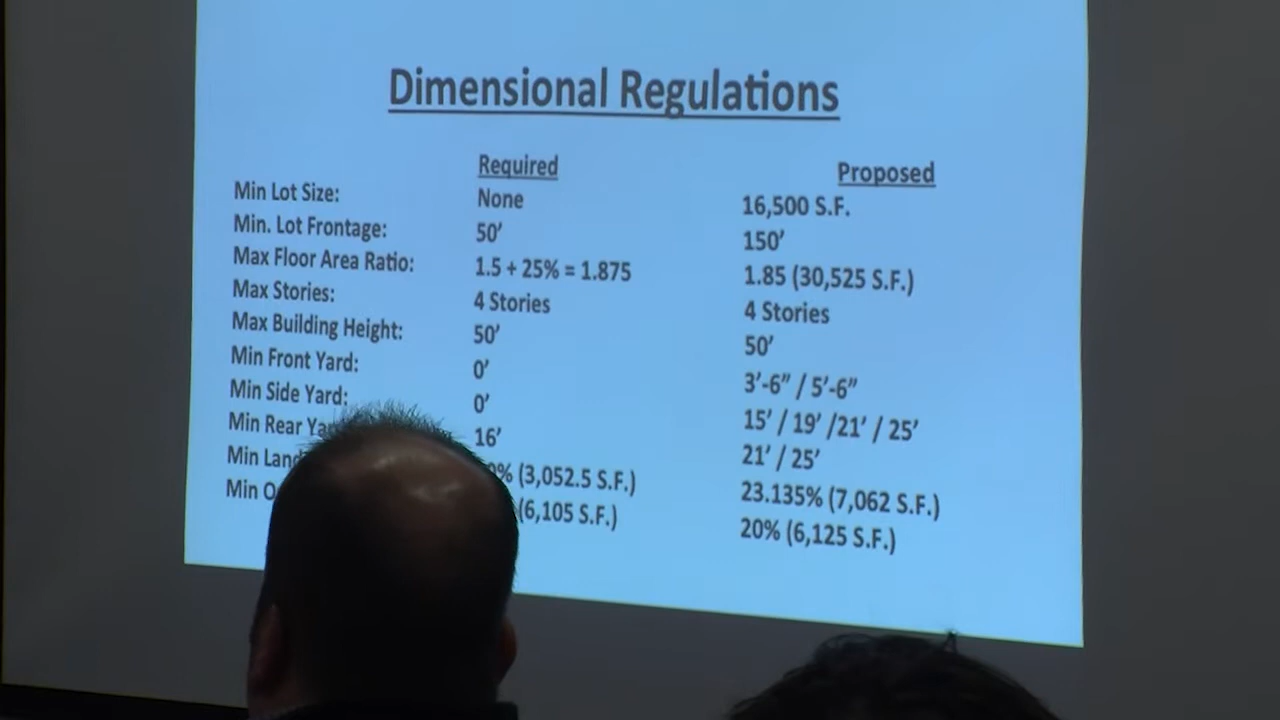 Dimensional Regulations
Required Proposed
Min Lot Size: None 16,500 S.F.
Min. Lot Frontage: 50' 150'
Max Floor Area Ratio: 1.5 + 25% = 1.875 1.85 (30,525 S.F.)
Max Stories: 4 Stories 4 Stories
Max Building Height: 50' 50'
Min Front Yard: 0' 3'-6" / 5'-6"
Min Side Yard: 0' 15' / 19' /21' / 25'
Min Rear 16' 21' / 25'
Min (3,052.5 S.F.) 23.135% (7,062 S.F.)
Min (6,105 S.F.) 20% (6,125 S.F.)